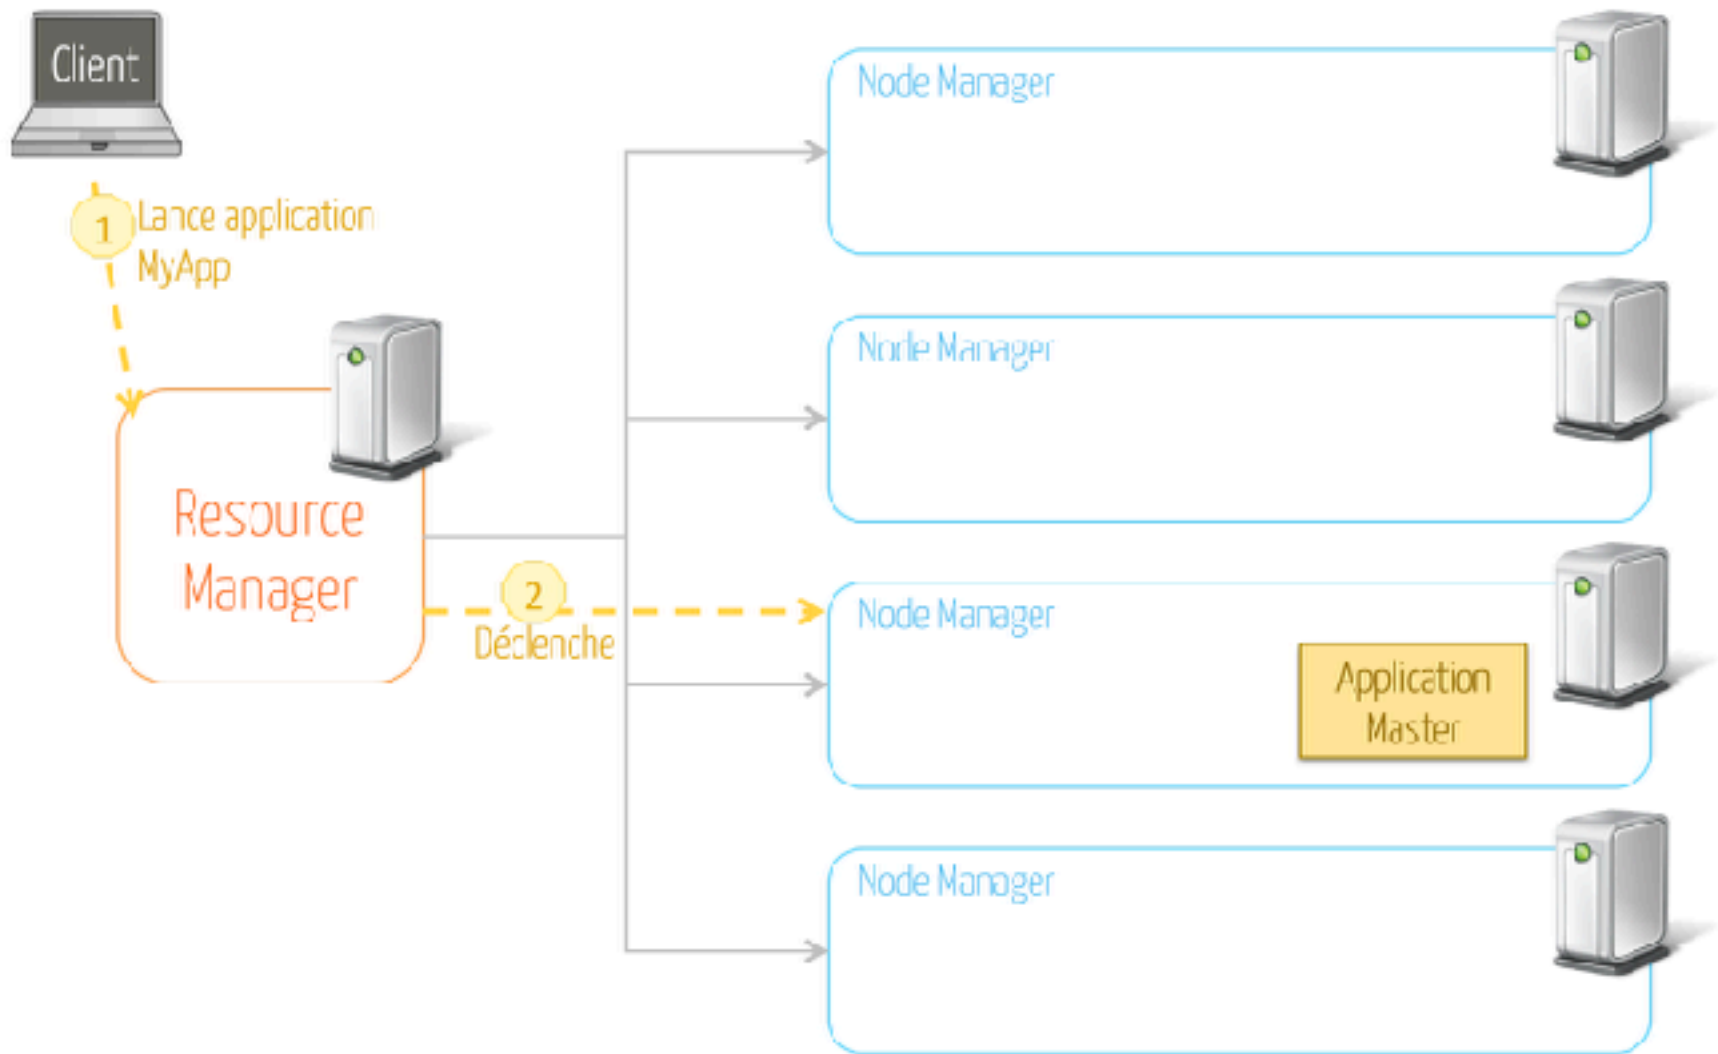 Client
Node Manager
1
Lance application
MyApp
Node Manager
Resource
Manager
2
Déclenche
Node Manager
Application
Master
Node Manager